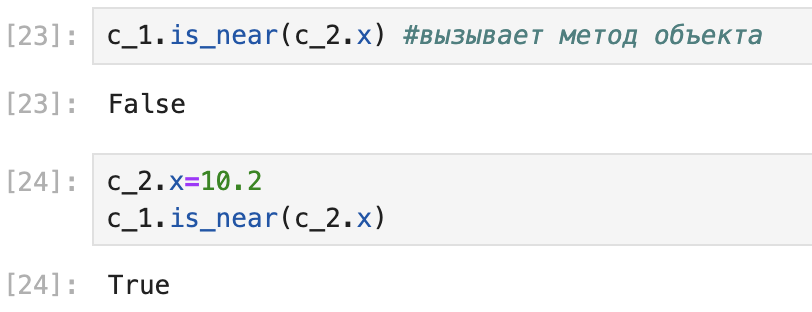 [23]: c_1.is_near(c_2.x) #вызывает метод объекта
[23]: False
[24]: c_2.x=10.2
c_1.is_near(c_2.x)
[24]: True